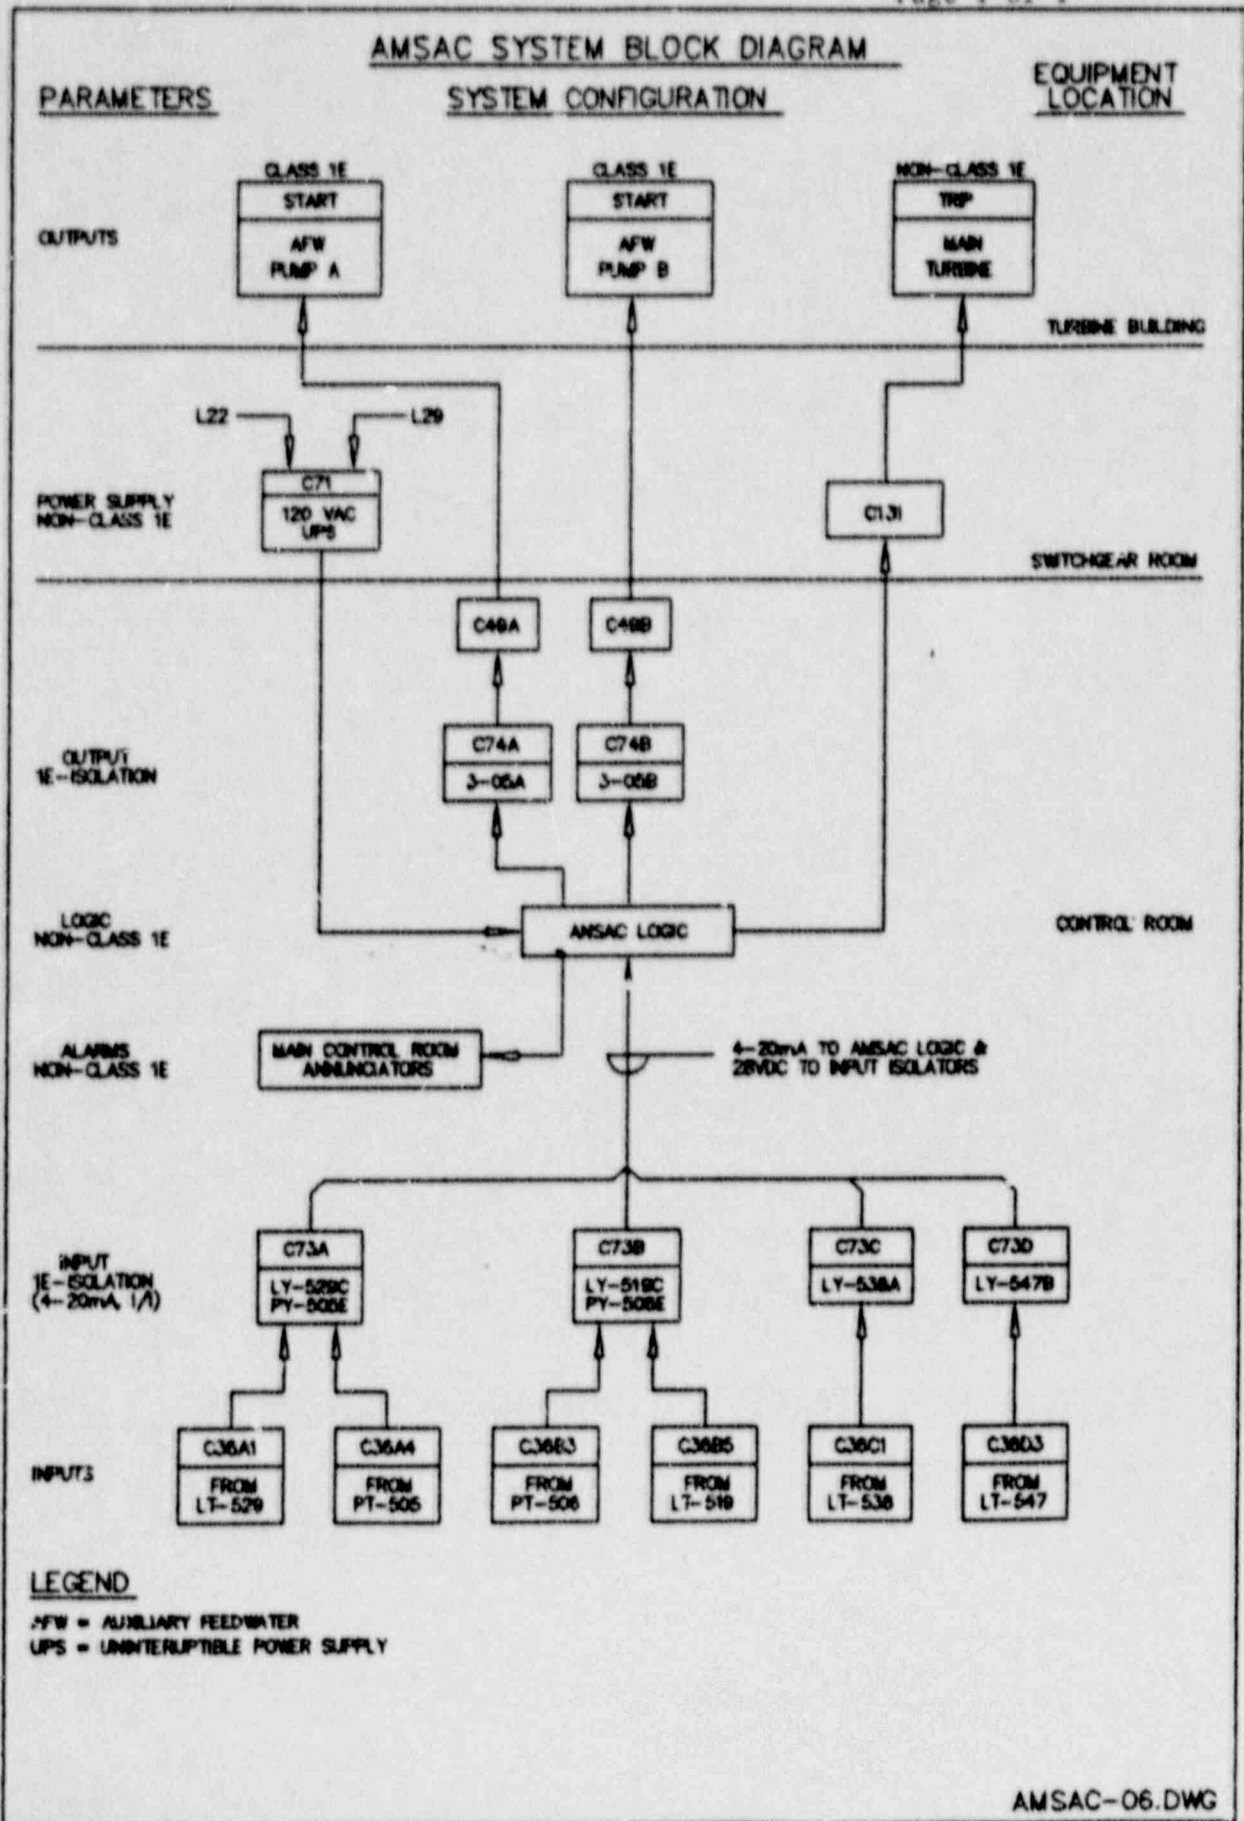 AMSAC SYSTEM BLOCK DIAGRAM
PARAMETERS
SYSTEM CONFIGURATION
EQUIPMENT
LOCATION
CLASS 1E
START
AFW
PUMP A
CLASS 1E
START
AFW
PUMP B
NON-CLASS 1E
TRIP
MAIN
TURBINE
OUTPUTS
TURBINE BUILDING
L22
L29
POWER SUPPLY
NON-CLASS 1E
C71
120 VAC
UPS
C131
SWITCHGEAR ROOM
C49A
C49B
OUTPUT
1E-ISOLATION
C74A
3-05A
C74B
3-05B
LOGIC
NON-CLASS 1E
ANSAC LOGIC
CONTROL ROOM
ALARMS
NON-CLASS 1E
MAIN CONTROL ROOM
ANNUNCIATORS
4-20mA TO AMSAC LOGIC &
28VDC TO INPUT ISOLATORS
INPUT
1E-ISOLATION
(4-20mA, I/I)
C73A
LY-529C
PY-505E
C73B
LY-519C
PY-506E
C73C
LY-538A
C73D
LY-547B
INPUTS
C36A1
FROM
LT-529
C36A4
FROM
PT-505
C36B3
FROM
PT-506
C36B5
FROM
LT-519
C36C1
FROM
LT-538
C36D3
FROM
LT-547
LEGEND
AFW = AUXILIARY FEEDWATER
UPS = UNINTERUPTIBLE POWER SUPPLY
AMSAC-06.DWG